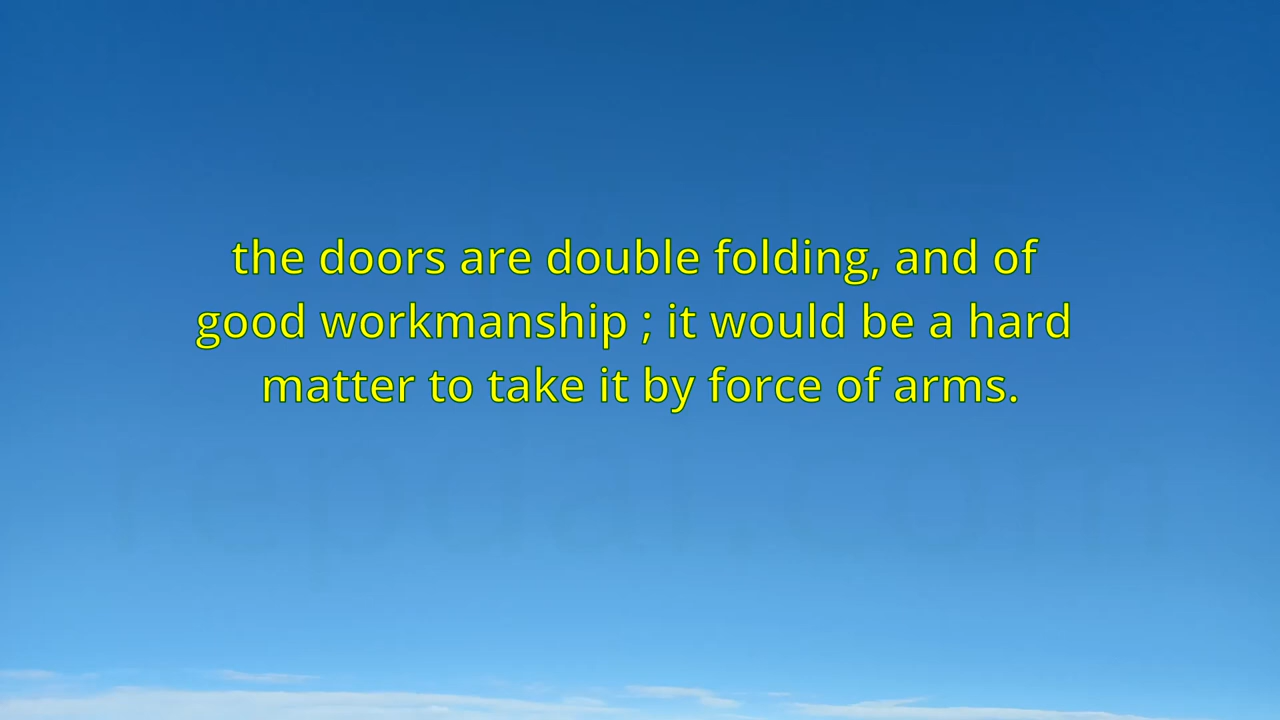 the doors are double folding, and of
good workmanship ; it would be a hard
matter to take it by force of arms.